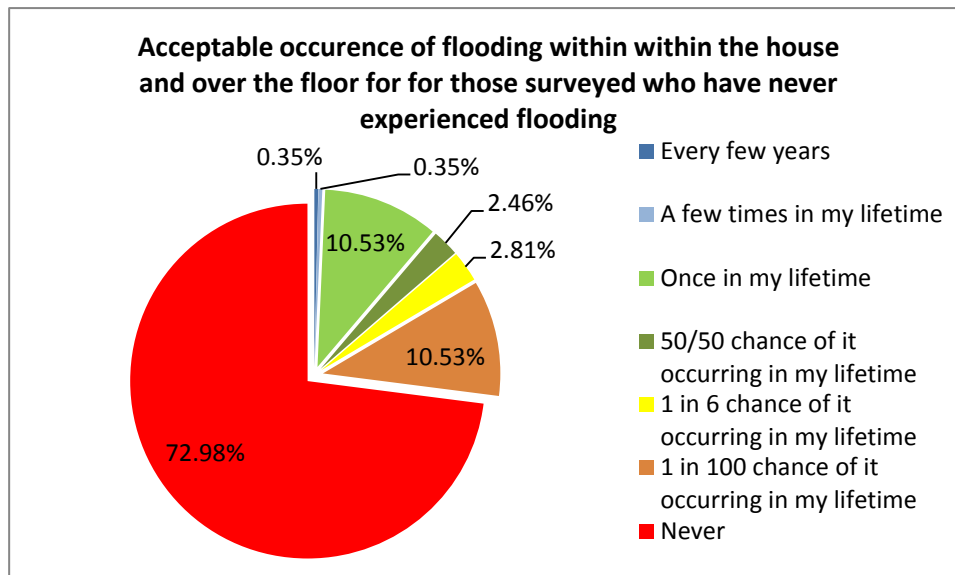 Acceptable occurence of flooding within within the house
and over the floor for for those surveyed who have never
experienced flooding
0.35%
0.35%
2.46%
10.53%
2.81%
10.53%
72.98%
Every few years
A few times in my lifetime
Once in my lifetime
50/50 chance of it
occurring in my lifetime
1 in 6 chance of it
occurring in my lifetime
1 in 100 chance of it
occurring in my lifetime
Never